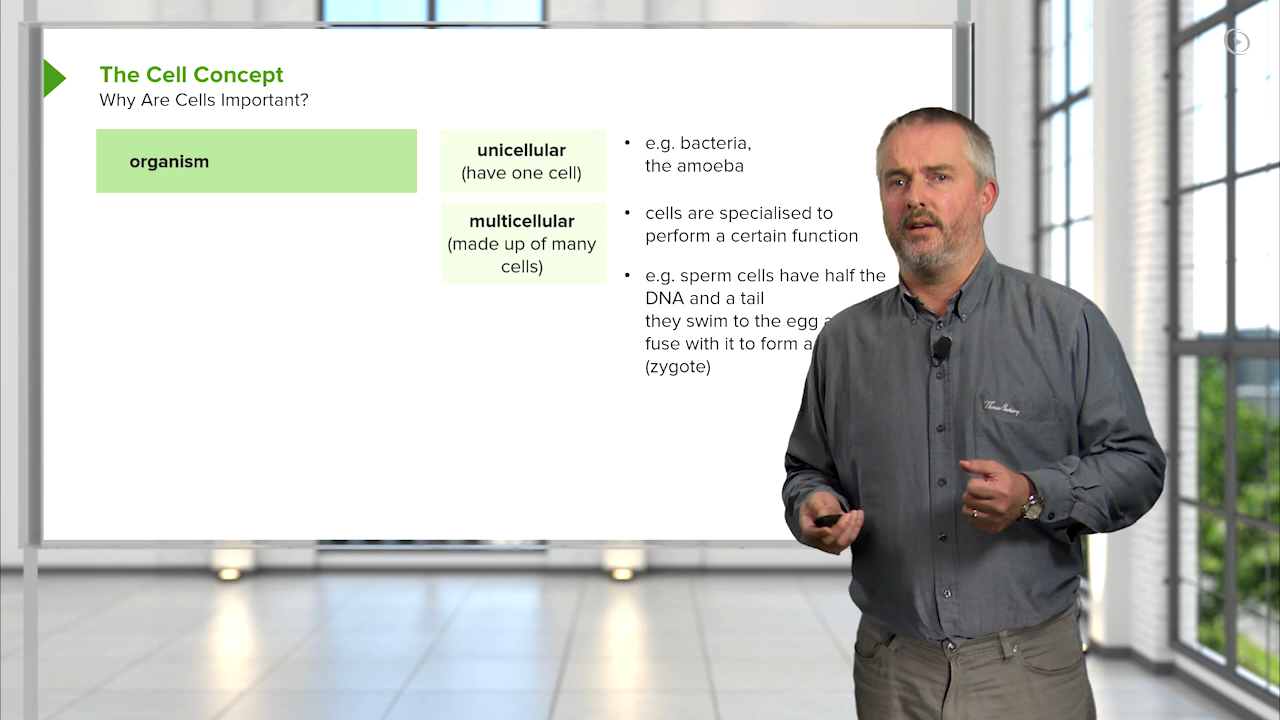 The Cell Concept
Why Are Cells Important?
organism
unicellular
(have one cell)
• e.g. bacteria,
the amoeba
multicellular
(made up of many
cells)
• cells are specialised to
perform a certain function
• e.g. sperm cells have half the
DNA and a tail
they swim to the egg
fuse with it to form a
(zygote)